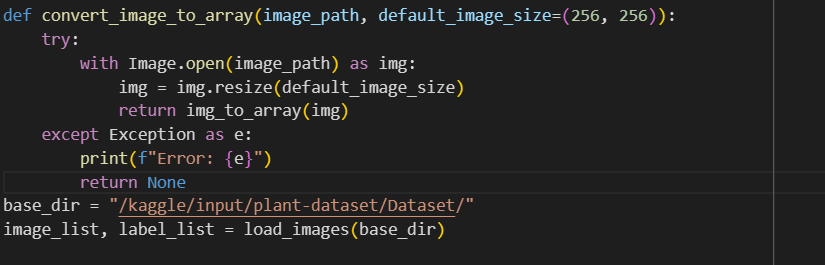 def convert_image_to_array(image_path, default_image_size=(256, 256)):
    try:
        with Image.open(image_path) as img:
            img = img.resize(default_image_size)
            return img_to_array(img)
    except Exception as e:
        print(f"Error: {e}")
        return None
base_dir = "/kaggle/input/plant-dataset/Dataset/"
image_list, label_list = load_images(base_dir)